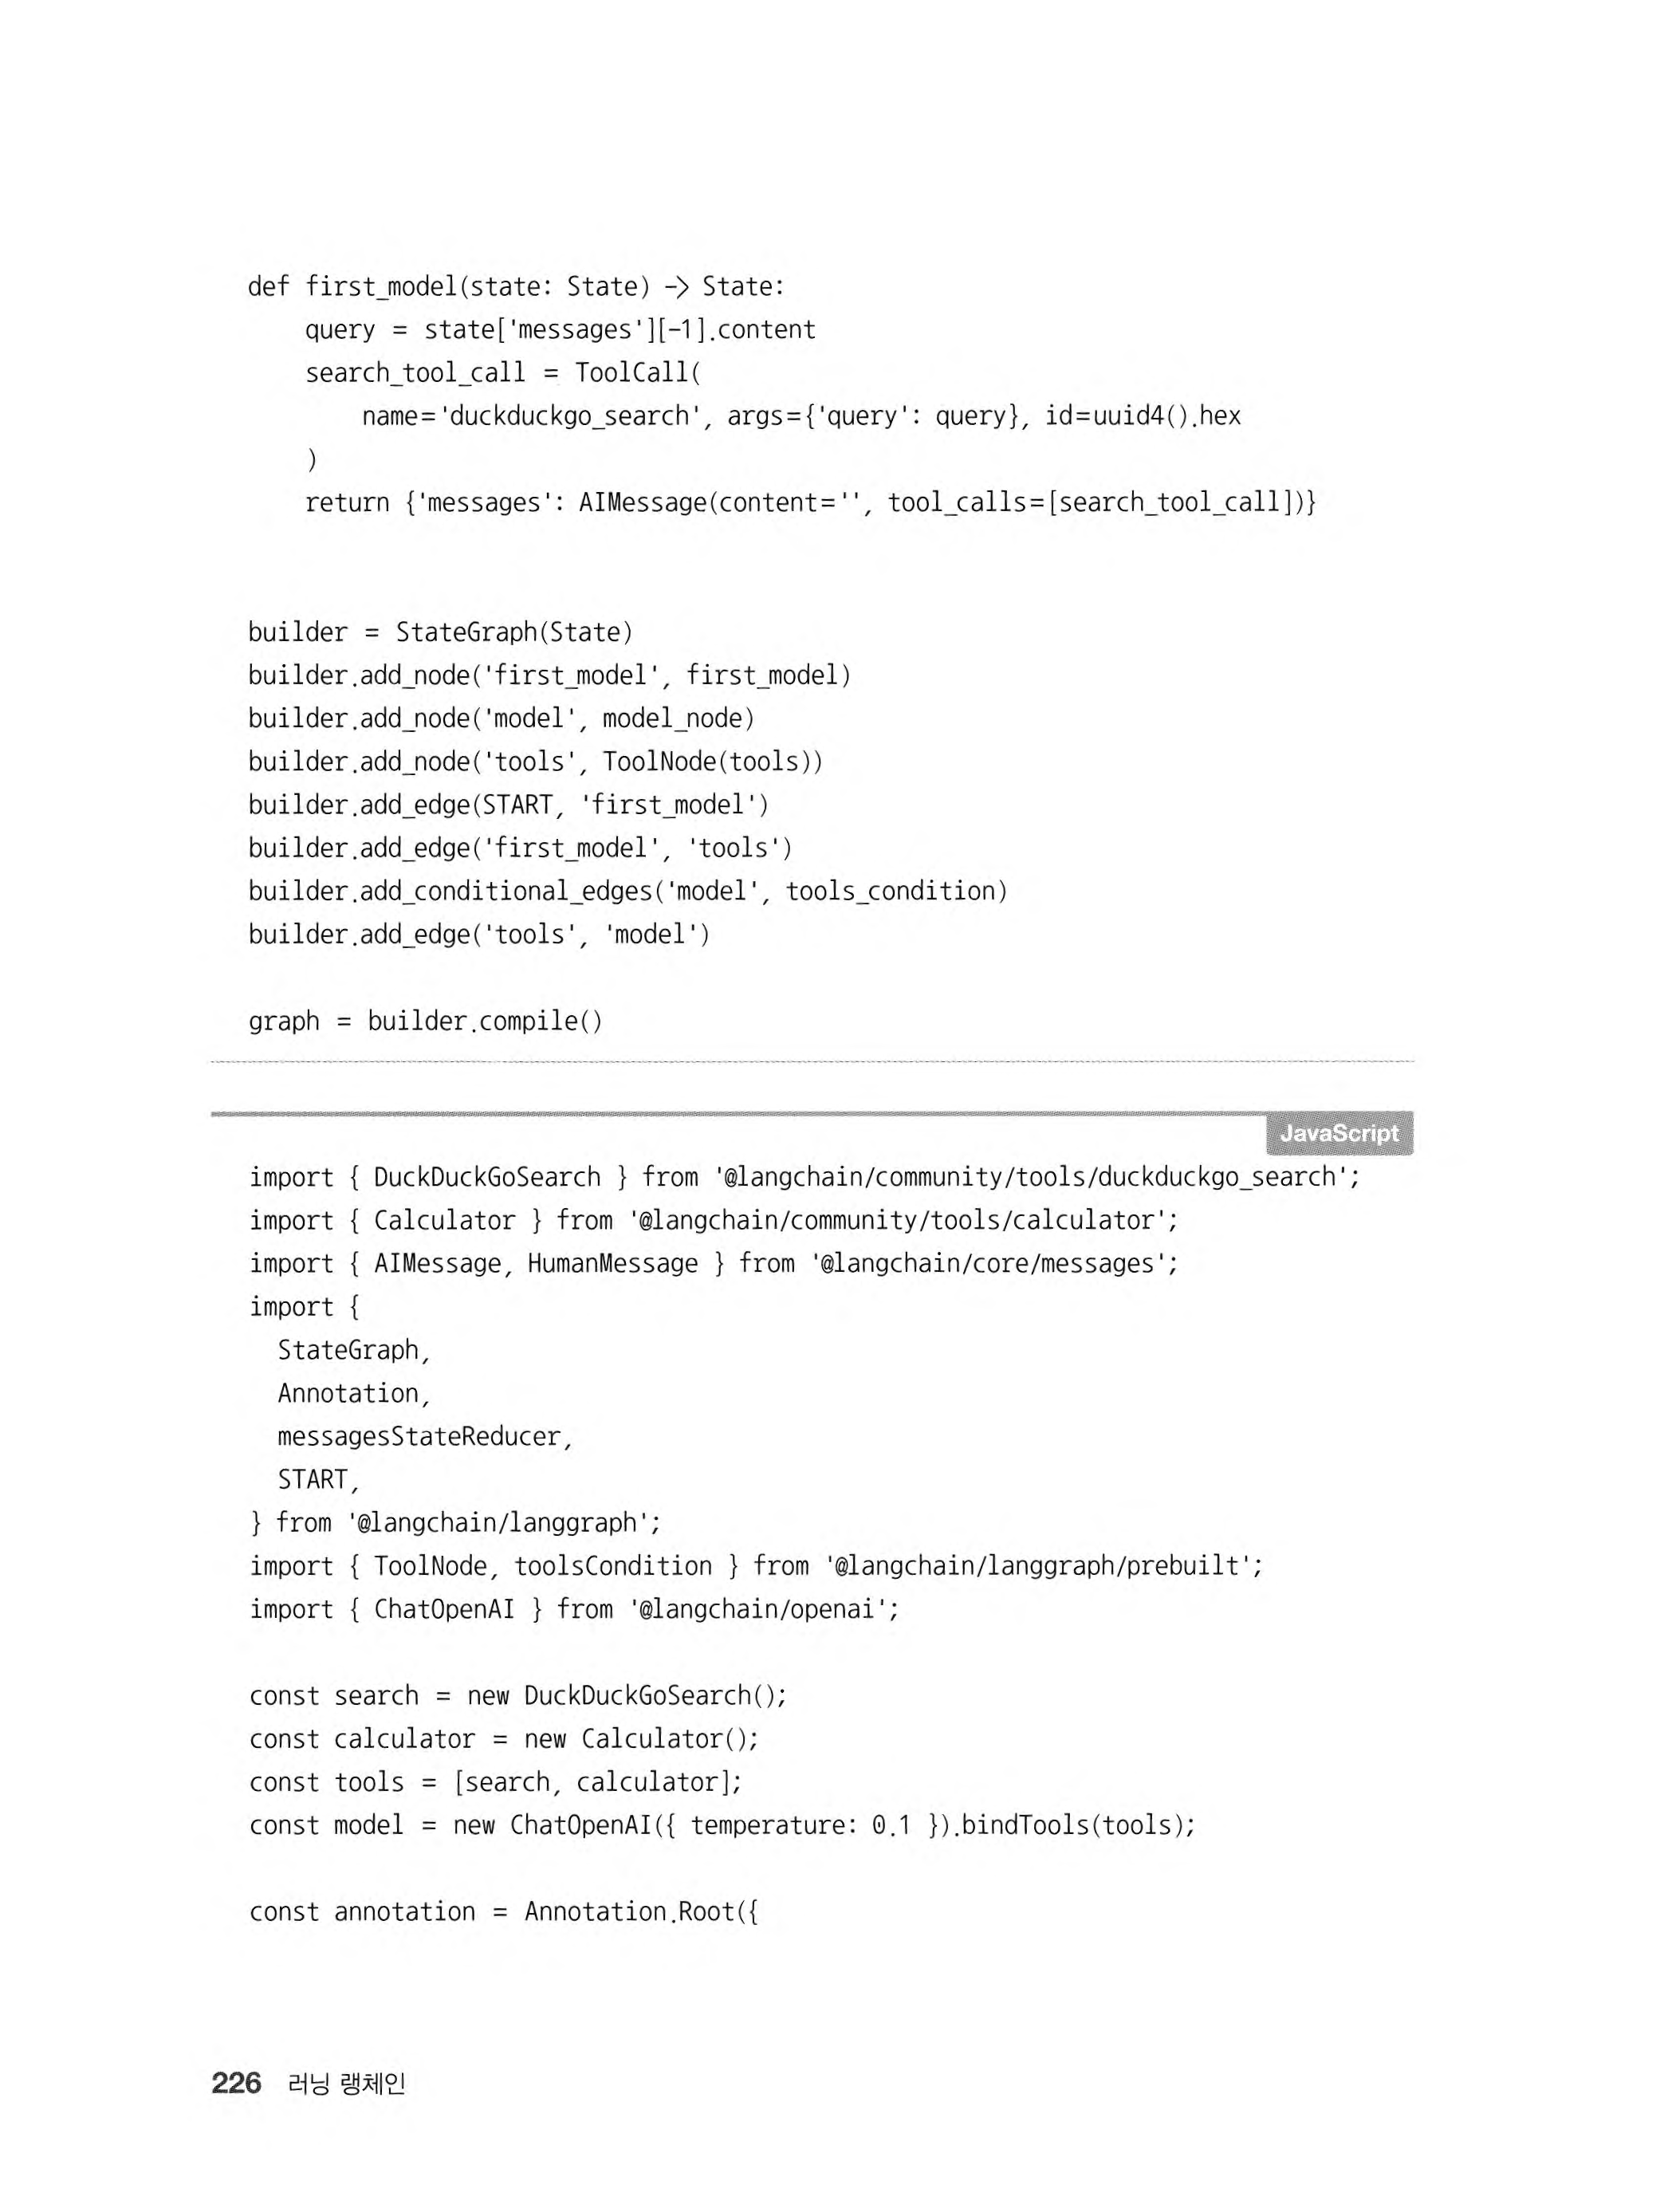 def first_model(state: State) -> State:
    query = state['messages'][-1].content
    search_tool_call = ToolCall(
        name='duckduckgo_search', args={'query': query}, id=uuid4().hex
    )
    return {'messages': AIMessage(content='', tool_calls=[search_tool_call])}
builder = StateGraph(State)
builder.add_node('first_model', first_model)
builder.add_node('model', model_node)
builder.add_node('tools', ToolNode(tools))
builder.add_edge(START, 'first_model')
builder.add_edge('first_model', 'tools')
builder.add_conditional_edges('model', tools_condition)
builder.add_edge('tools', 'model')
graph = builder.compile()
JavaScript
import { DuckDuckGoSearch } from '@langchain/community/tools/duckduckgo_search';
import { Calculator } from '@langchain/community/tools/calculator';
import { AIMessage, HumanMessage } from '@langchain/core/messages';
import {
  StateGraph,
  Annotation,
  messagesStateReducer,
  START,
} from '@langchain/langgraph';
import { ToolNode, toolsCondition } from '@langchain/langgraph/prebuilt';
import { ChatOpenAI } from '@langchain/openai';
const search = new DuckDuckGoSearch();
const calculator = new Calculator();
const tools = [search, calculator];
const model = new ChatOpenAI({ temperature: 0.1 }).bindTools(tools);
const annotation = Annotation.Root({
226 러닝 랭체인